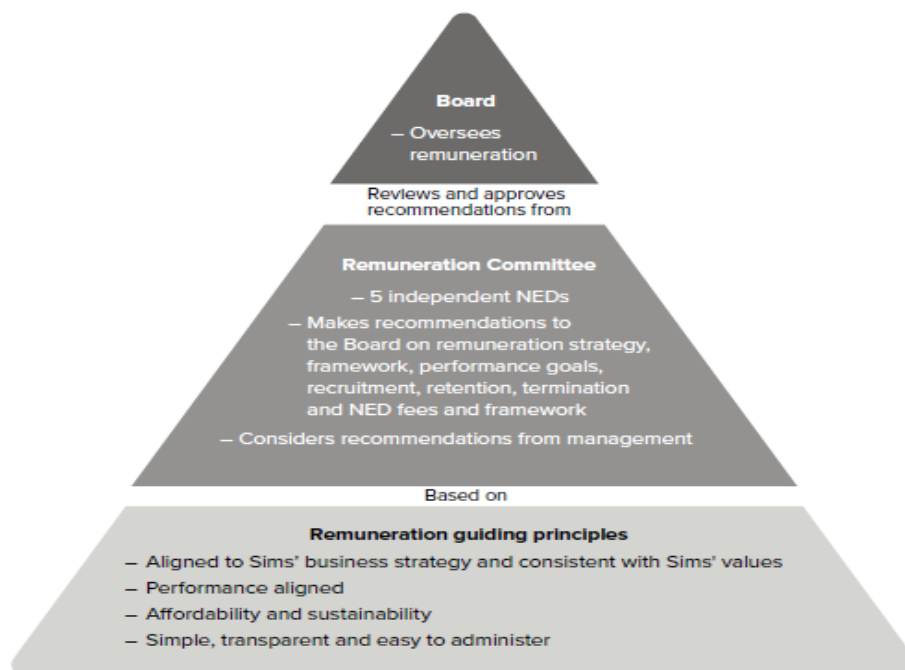 Board
– Oversees
remuneration
Reviews and approves
recommendations from
Remuneration Committee
– 5 independent NEDs
– Makes recommendations to
the Board on remuneration strategy,
framework, performance goals,
recruitment, retention, termination
and NED fees and framework
– Considers recommendations from management
Based on
Remuneration guiding principles
– Aligned to Sims’ business strategy and consistent with Sims’ values
– Performance aligned
– Affordability and sustainability
– Simple, transparent and easy to administer